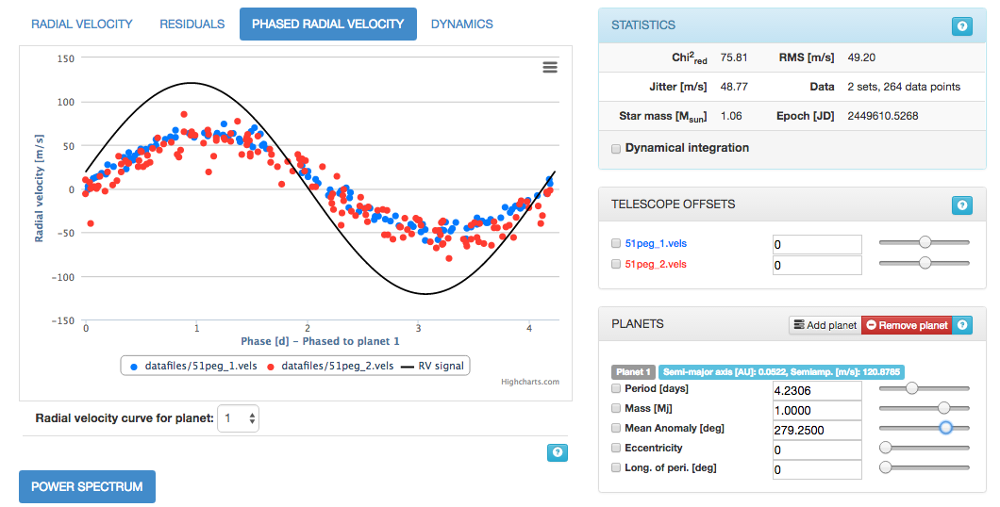 RADIAL VELOCITY RESIDUALS PHASED RADIAL VELOCITY DYNAMICS
150
100
50
0
−50
−100
−150
Radial velocity [m/s]
0 1 2 3 4
Phase [d] – Phased to planet 1
datafiles/51peg_1.vels datafiles/51peg_2.vels RV signal
Highcharts.com
Radial velocity curve for planet: 1
?
POWER SPECTRUM
STATISTICS ?
Chi²red 75.81 RMS [m/s] 49.20
Jitter [m/s] 48.77 Data 2 sets, 264 data points
Star mass [Msun] 1.06 Epoch [JD] 2449610.5268
Dynamical integration
TELESCOPE OFFSETS ?
51peg_1.vels 0
51peg_2.vels 0
PLANETS Add planet Remove planet ?
Planet 1 Semi-major axis [AU]: 0.0522, Semiamp. [m/s]: 120.8765
Period [days] 4.2306
Mass [Mj] 1.0000
Mean Anomaly [deg] 279.2500
Eccentricity 0
Long. of peri. [deg] 0